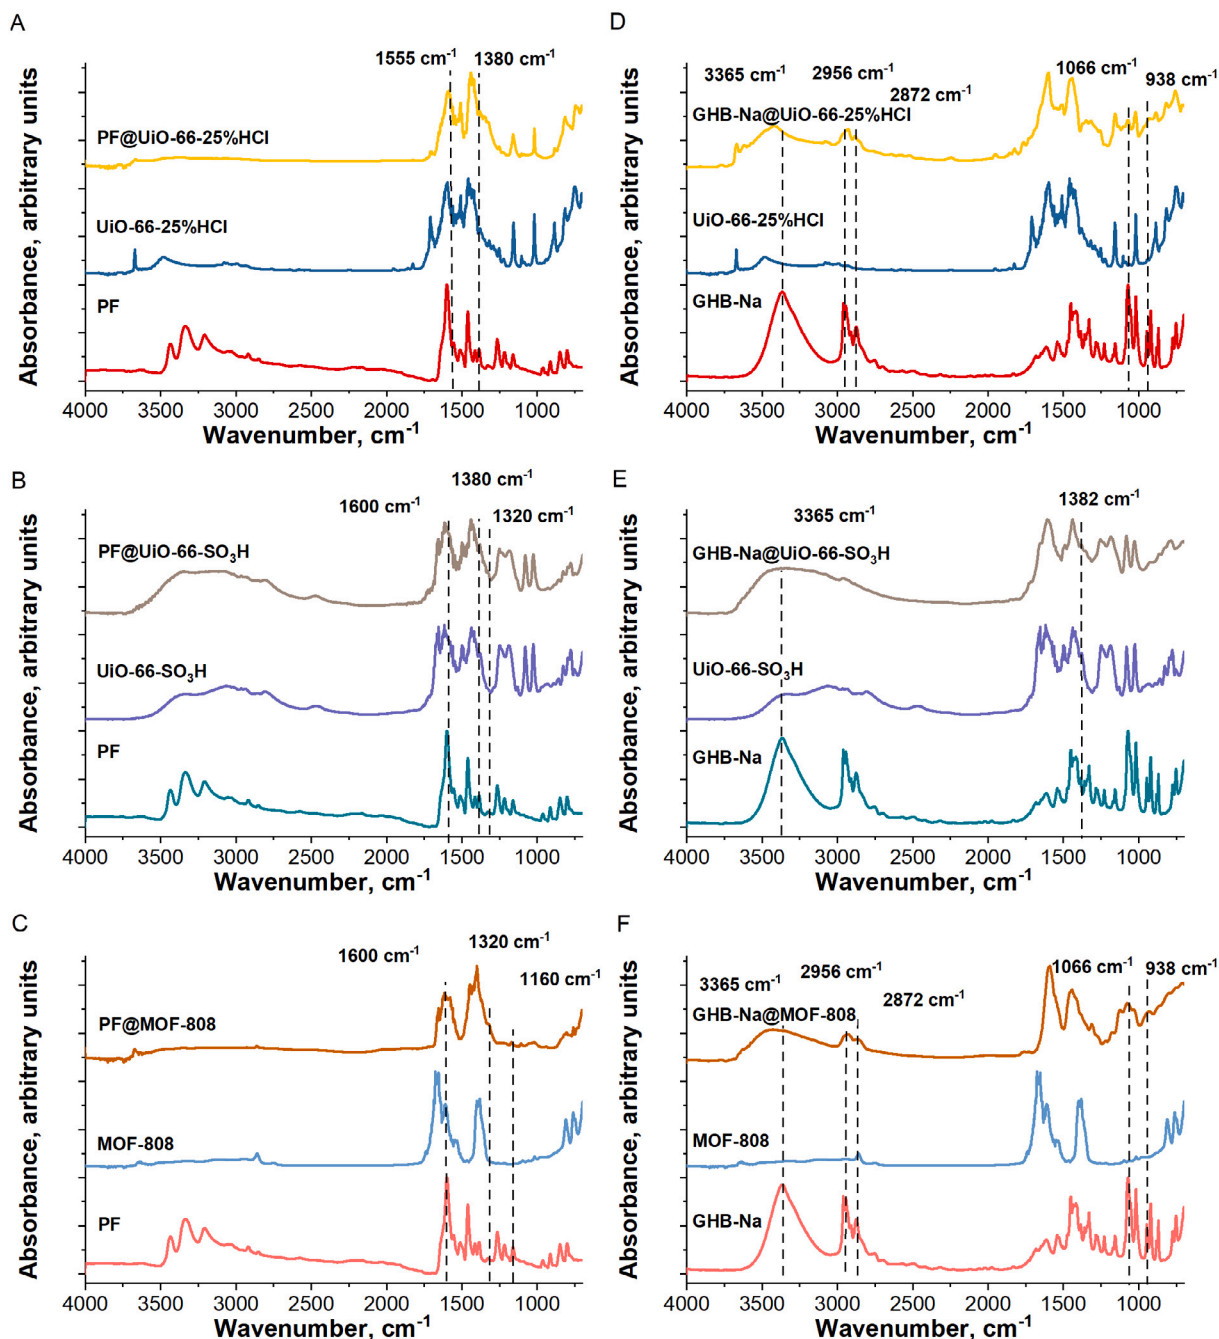 A
1555 cm⁻¹
1380 cm⁻¹
PF@UiO-66-25%HCl
UiO-66-25%HCl
PF
Absorbance, arbitrary units
4000 3500 3000 2500 2000 1500 1000
Wavenumber, cm⁻¹
D
3365 cm⁻¹
2956 cm⁻¹
2872 cm⁻¹
1066 cm⁻¹
938 cm⁻¹
GHB-Na@UiO-66-25%HCl
UiO-66-25%HCl
GHB-Na
Absorbance, arbitrary units
4000 3500 3000 2500 2000 1500 1000
Wavenumber, cm⁻¹
B
1600 cm⁻¹
1380 cm⁻¹
1320 cm⁻¹
PF@UiO-66-SO₃H
UiO-66-SO₃H
PF
Absorbance, arbitrary units
4000 3500 3000 2500 2000 1500 1000
Wavenumber, cm⁻¹
E
3365 cm⁻¹
1382 cm⁻¹
GHB-Na@UiO-66-SO₃H
UiO-66-SO₃H
GHB-Na
Absorbance, arbitrary units
4000 3500 3000 2500 2000 1500 1000
Wavenumber, cm⁻¹
C
1600 cm⁻¹
1320 cm⁻¹
1160 cm⁻¹
PF@MOF-808
MOF-808
PF
Absorbance, arbitrary units
4000 3500 3000 2500 2000 1500 1000
Wavenumber, cm⁻¹
F
3365 cm⁻¹
2956 cm⁻¹
2872 cm⁻¹
1066 cm⁻¹
938 cm⁻¹
GHB-Na@MOF-808
MOF-808
GHB-Na
Absorbance, arbitrary units
4000 3500 3000 2500 2000 1500 1000
Wavenumber, cm⁻¹